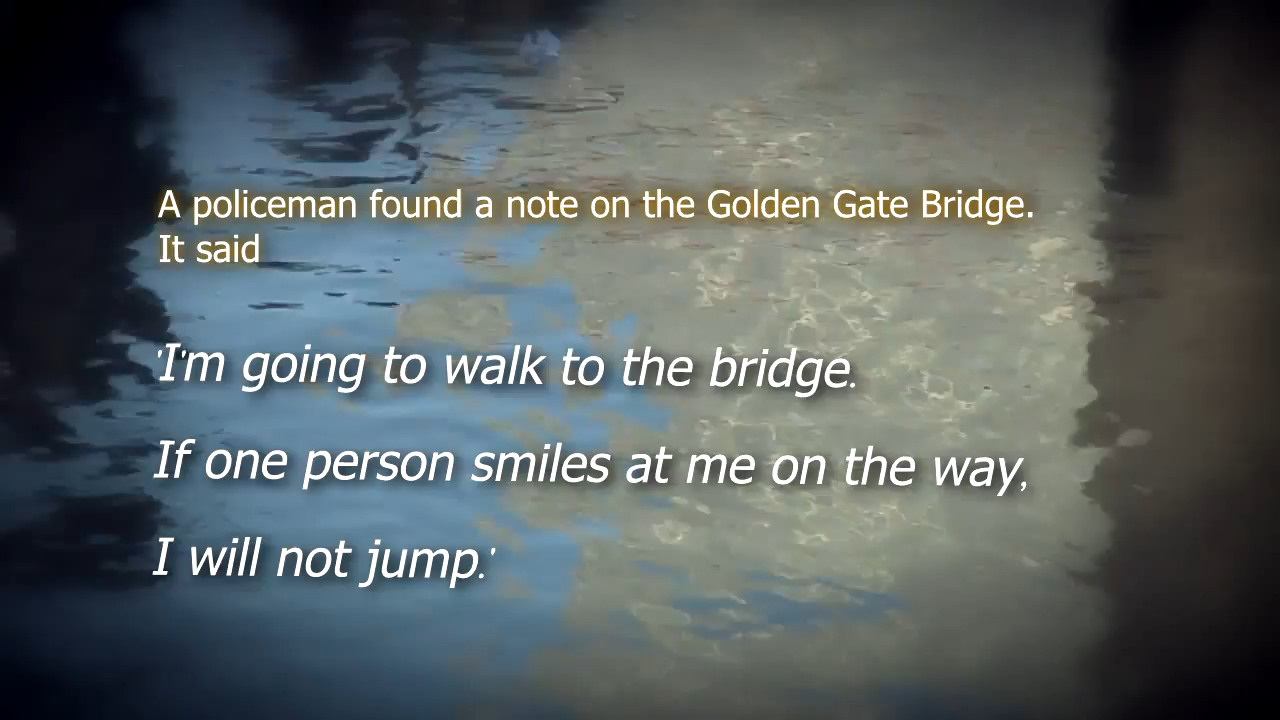 A policeman found a note on the Golden Gate Bridge.
It said
'I'm going to walk to the bridge.
If one person smiles at me on the way,
I will not jump.'